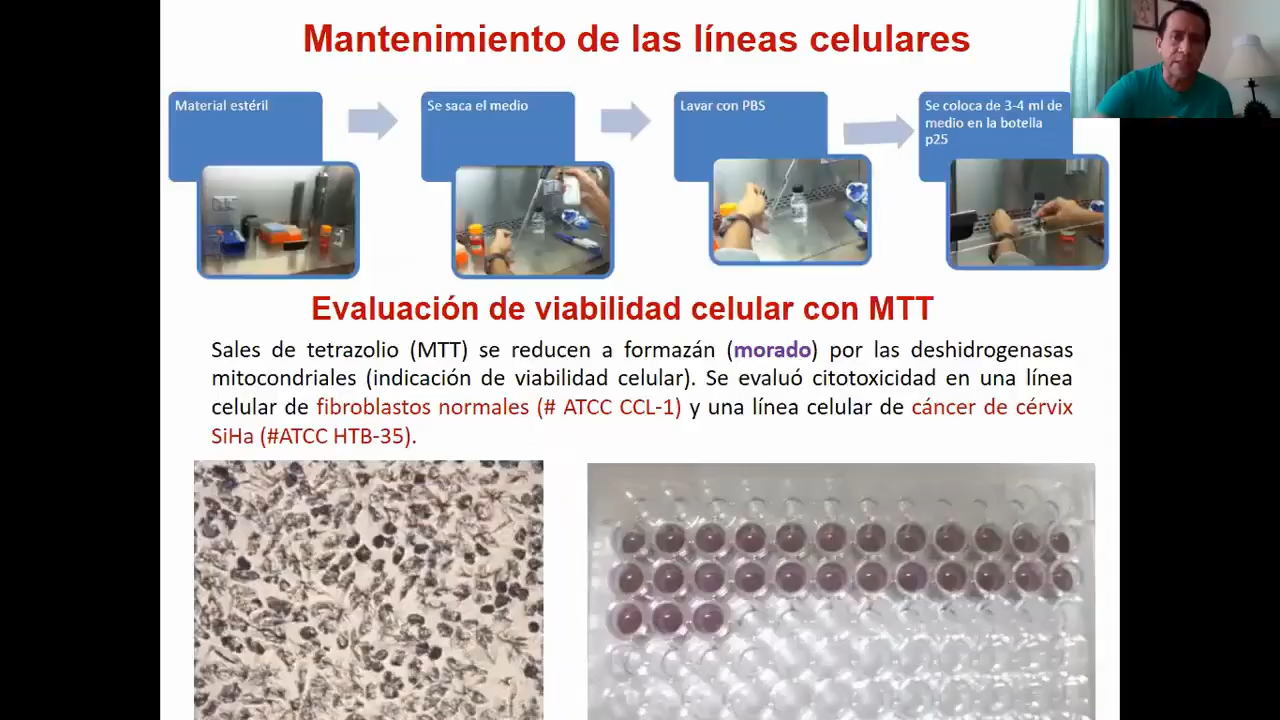 Mantenimiento de las líneas celulares
Material estéril
Se saca el medio
Lavar con PBS
Se coloca de 3-4 ml de
medio en la botella
p25
Evaluación de viabilidad celular con MTT
Sales de tetrazolio (MTT) se reducen a formazán (morado) por las deshidrogenasas
mitocondriales (indicación de viabilidad celular). Se evaluó citotoxicidad en una línea
celular de fibroblastos normales (# ATCC CCL-1) y una línea celular de cáncer de cérvix
SiHa (#ATCC HTB-35).